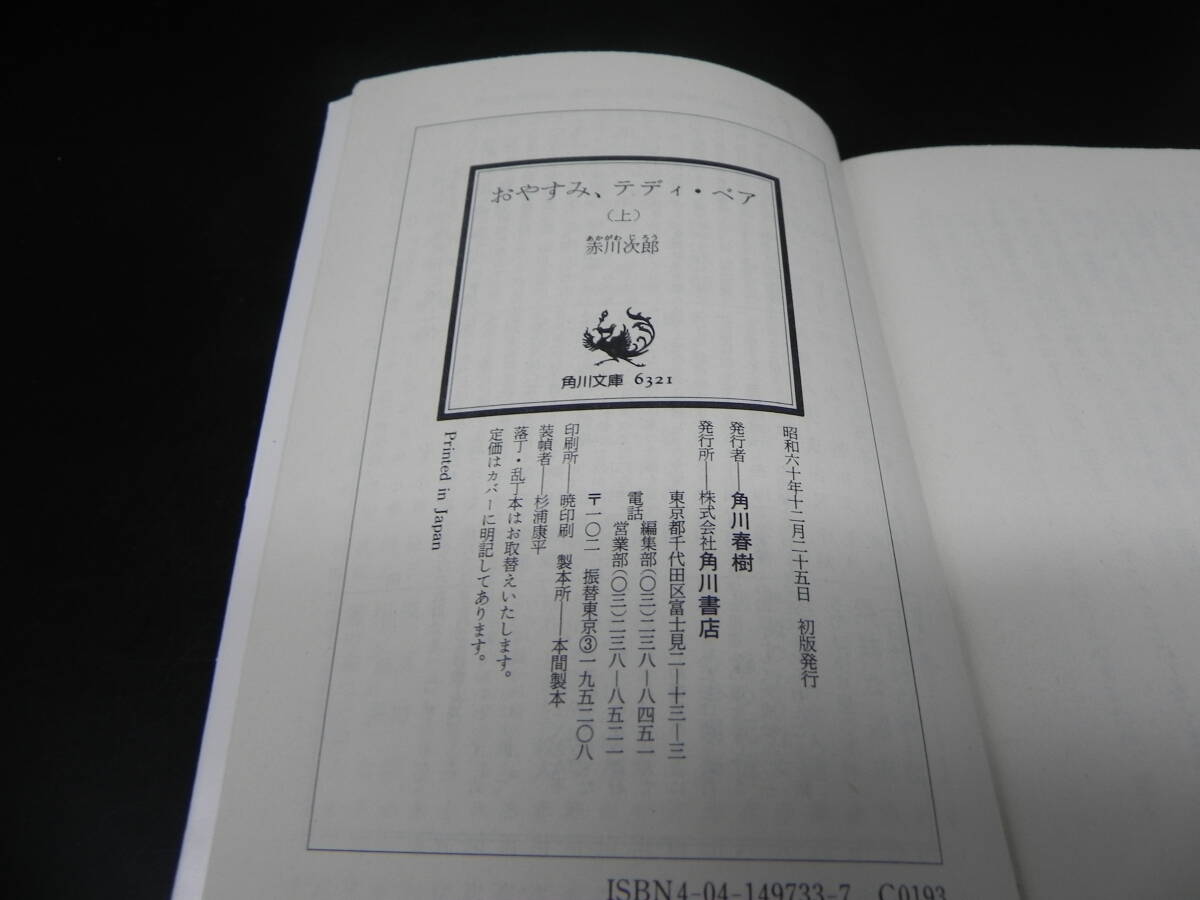 おやすみ、テディ・ベア
（上）
あかがわじろう
赤川次郎
角川文庫 6321
昭和六十年十二月二十五日 初版発行
発行者―角川春樹
発行所―株式会社角川書店
東京都千代田区富士見二―十三―三
電話 編集部(〇三)二三八―八四五一
営業部(〇三)二三八―八五二一
〒一〇二 振替東京③一九五二〇八
印刷所―暁印刷 製本所―本間製本
装幀者―杉浦康平
落丁・乱丁本はお取替えいたします。
定価はカバーに明記してあります。
Printed in Japan
ISBN4-04-149733-7 C0193